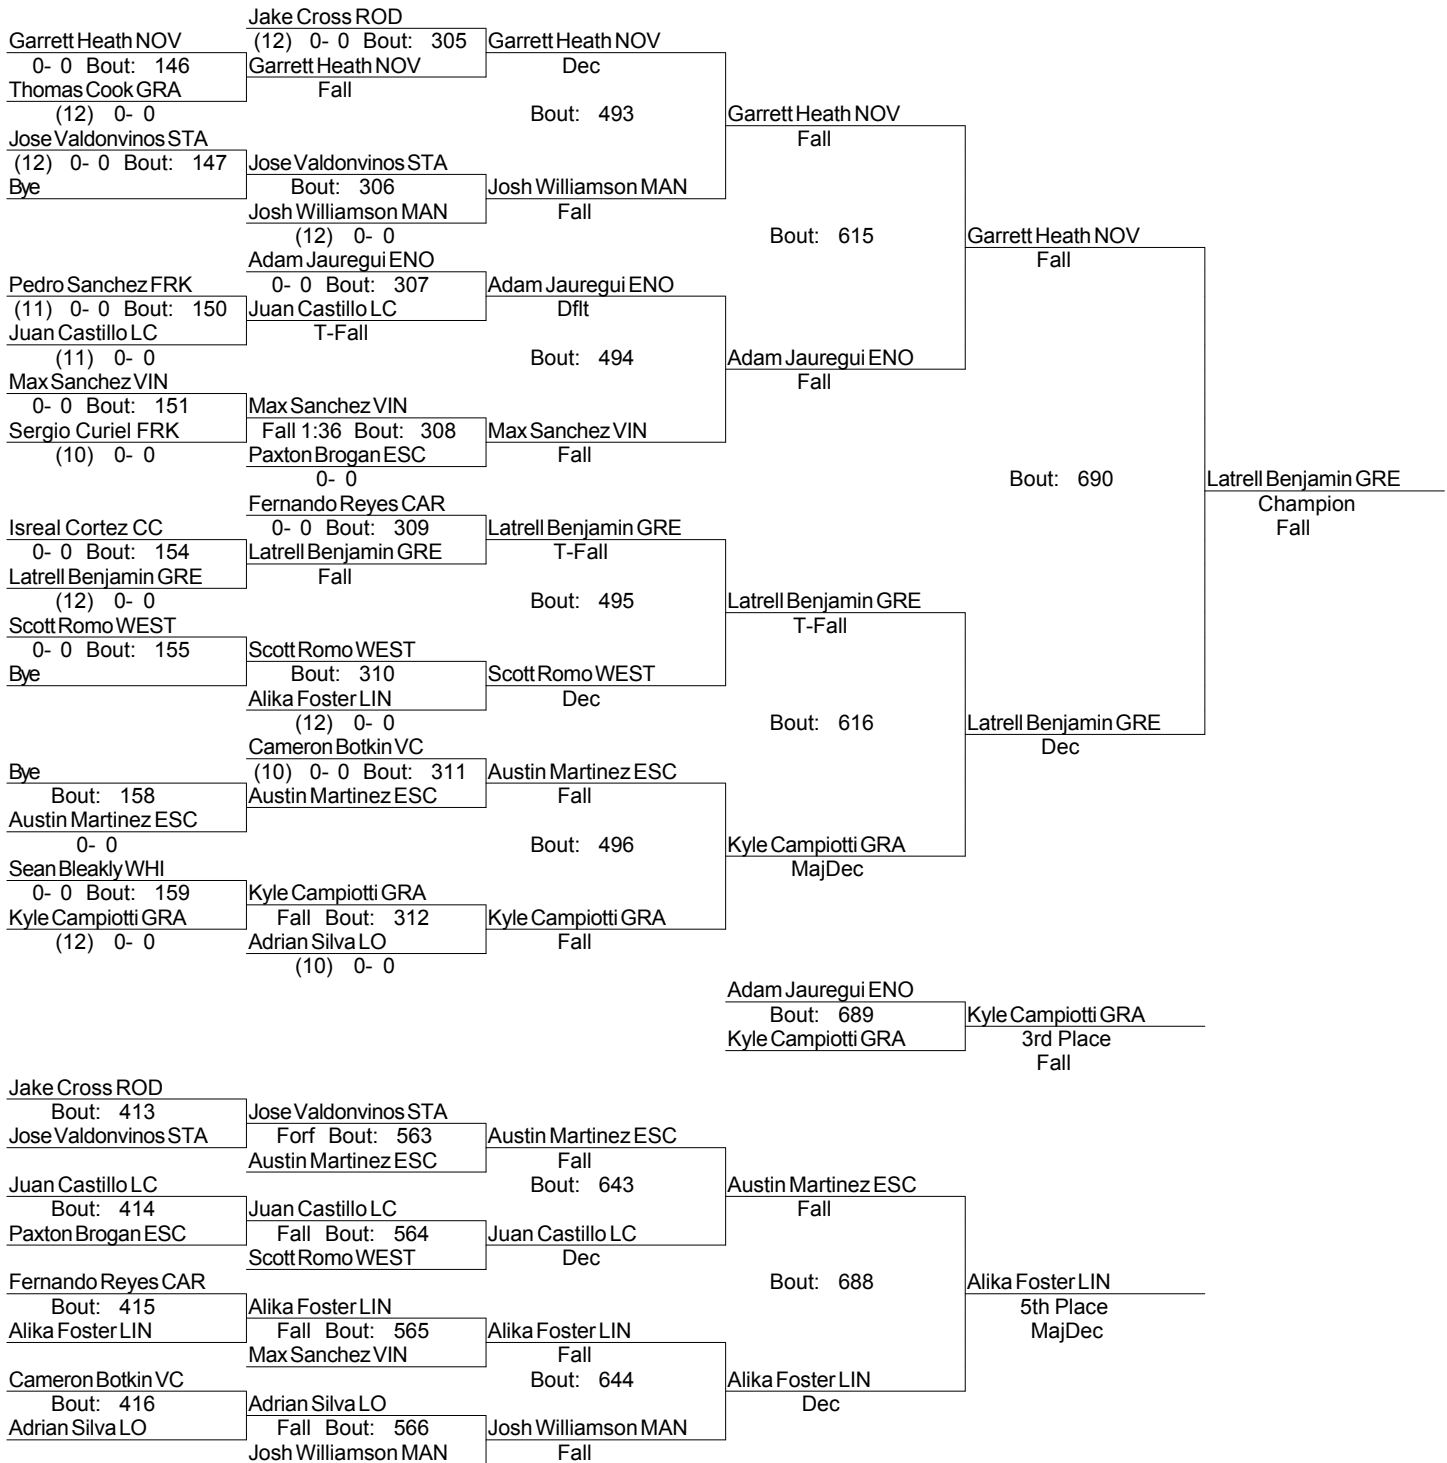 Jake Cross ROD
Garrett Heath NOV
(12) 0- 0 Bout: 305
Garrett Heath NOV
0- 0 Bout: 146
Garrett Heath NOV
Dec
Thomas Cook GRA
Fall
(12) 0- 0
Bout: 493
Garrett Heath NOV
Jose Valdonvinos STA
Fall
(12) 0- 0 Bout: 147
Jose Valdonvinos STA
Bye
Bout: 306
Josh Williamson MAN
Josh Williamson MAN
Fall
(12) 0- 0
Bout: 615
Garrett Heath NOV
Adam Jauregui ENO
Fall
Pedro Sanchez FRK
0- 0 Bout: 307
Adam Jauregui ENO
(11) 0- 0 Bout: 150
Juan Castillo LC
Dflt
Juan Castillo LC
T-Fall
(11) 0- 0
Bout: 494
Adam Jauregui ENO
Max Sanchez VIN
Fall
0- 0 Bout: 151
Max Sanchez VIN
Sergio Curiel FRK
Fall 1:36 Bout: 308
Max Sanchez VIN
(10) 0- 0
Paxton Brogan ESC
Fall
0- 0
Bout: 690
Latrell Benjamin GRE
Fernando Reyes CAR
Champion
Isreal Cortez CC
0- 0 Bout: 309
Latrell Benjamin GRE
Fall
0- 0 Bout: 154
Latrell Benjamin GRE
T-Fall
Latrell Benjamin GRE
Fall
(12) 0- 0
Bout: 495
Latrell Benjamin GRE
Scott Romo WEST
T-Fall
0- 0 Bout: 155
Scott Romo WEST
Bye
Bout: 310
Scott Romo WEST
Alika Foster LIN
Dec
(12) 0- 0
Bout: 616
Latrell Benjamin GRE
Cameron Botkin VC
Dec
Bye
(10) 0- 0 Bout: 311
Austin Martinez ESC
Bout: 158
Austin Martinez ESC
Fall
Austin Martinez ESC
0- 0
Bout: 496
Kyle Campiotti GRA
Sean Bleakly WHI
MajDec
0- 0 Bout: 159
Kyle Campiotti GRA
Kyle Campiotti GRA
Fall Bout: 312
Kyle Campiotti GRA
(12) 0- 0
Adrian Silva LO
Fall
(10) 0- 0
Adam Jauregui ENO
Bout: 689
Kyle Campiotti GRA
Kyle Campiotti GRA
3rd Place
Fall
Jake Cross ROD
Bout: 413
Jose Valdonvinos STA
Jose Valdonvinos STA
Forf Bout: 563
Austin Martinez ESC
Austin Martinez ESC
Fall
Juan Castillo LC
Bout: 643
Austin Martinez ESC
Bout: 414
Juan Castillo LC
Fall
Paxton Brogan ESC
Fall Bout: 564
Juan Castillo LC
Scott Romo WEST
Dec
Fernando Reyes CAR
Bout: 688
Alika Foster LIN
Bout: 415
Alika Foster LIN
5th Place
Alika Foster LIN
Fall Bout: 565
Alika Foster LIN
MajDec
Max Sanchez VIN
Fall
Cameron Botkin VC
Bout: 644
Alika Foster LIN
Bout: 416
Adrian Silva LO
Dec
Adrian Silva LO
Fall Bout: 566
Josh Williamson MAN
Josh Williamson MAN
Fall